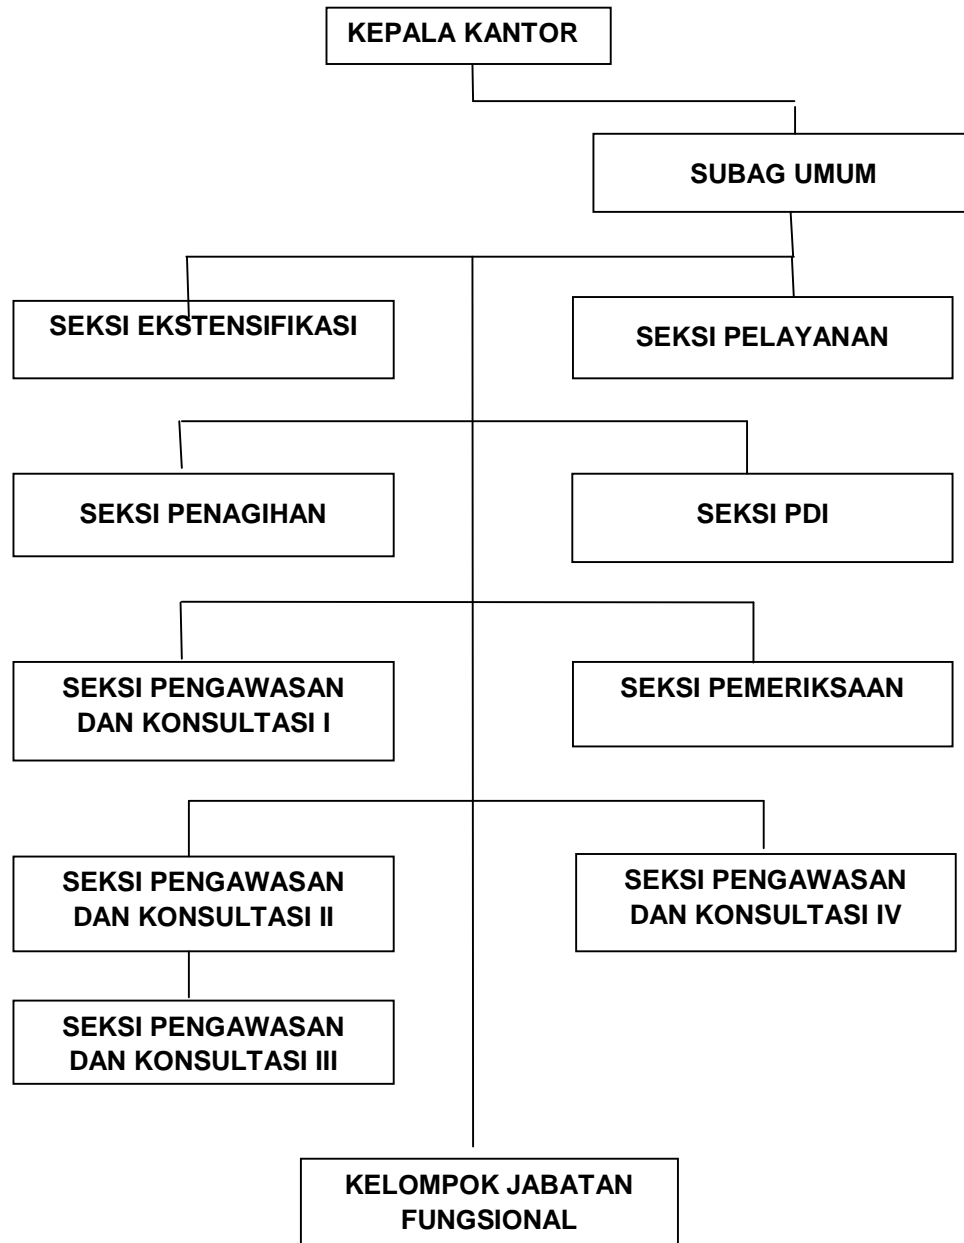 KEPALA KANTOR
SUBAG UMUM
SEKSI EKSTENSIFIKASI
SEKSI PELAYANAN
SEKSI PENAGIHAN
SEKSI PDI
SEKSI PENGAWASAN
DAN KONSULTASI I
SEKSI PEMERIKSAAN
SEKSI PENGAWASAN
DAN KONSULTASI II
SEKSI PENGAWASAN
DAN KONSULTASI IV
SEKSI PENGAWASAN
DAN KONSULTASI III
KELOMPOK JABATAN
FUNGSIONAL